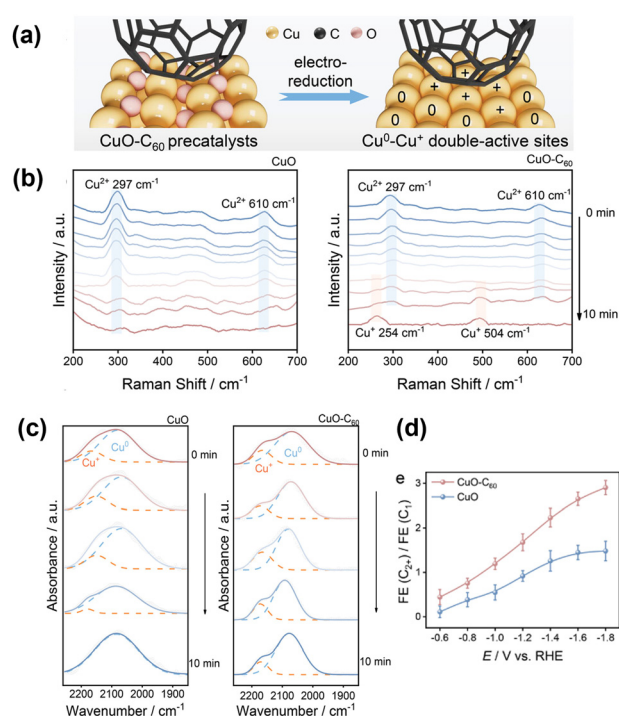 (a)
Cu C O
electro-
reduction
CuO-C₆₀ precatalysts
Cu⁰-Cu⁺ double-active sites
+
+ + +
0 + + 0
0 0 0 0
(b)
CuO
Cu²⁺ 297 cm⁻¹
Cu²⁺ 610 cm⁻¹
Intensity / a.u.
200 300 400 500 600 700
Raman Shift / cm⁻¹
CuO-C₆₀
Cu²⁺ 297 cm⁻¹
Cu²⁺ 610 cm⁻¹
0 min
10 min
Cu⁺ 254 cm⁻¹
Cu⁺ 504 cm⁻¹
Intensity / a.u.
200 300 400 500 600 700
Raman Shift / cm⁻¹
(c)
CuO
Cu⁰
Cu⁺
0 min
10 min
Absorbance / a.u.
2200 2100 2000 1900
Wavenumber / cm⁻¹
CuO-C₆₀
Cu⁰
Cu⁺
0 min
10 min
Absorbance / a.u.
2200 2100 2000 1900
Wavenumber / cm⁻¹
(d)
e
CuO-C₆₀
CuO
FE (C₂₊) / FE (C₁)
3
2
1
0
-0.6 -0.8 -1.0 -1.2 -1.4 -1.6 -1.8
E / V vs. RHE